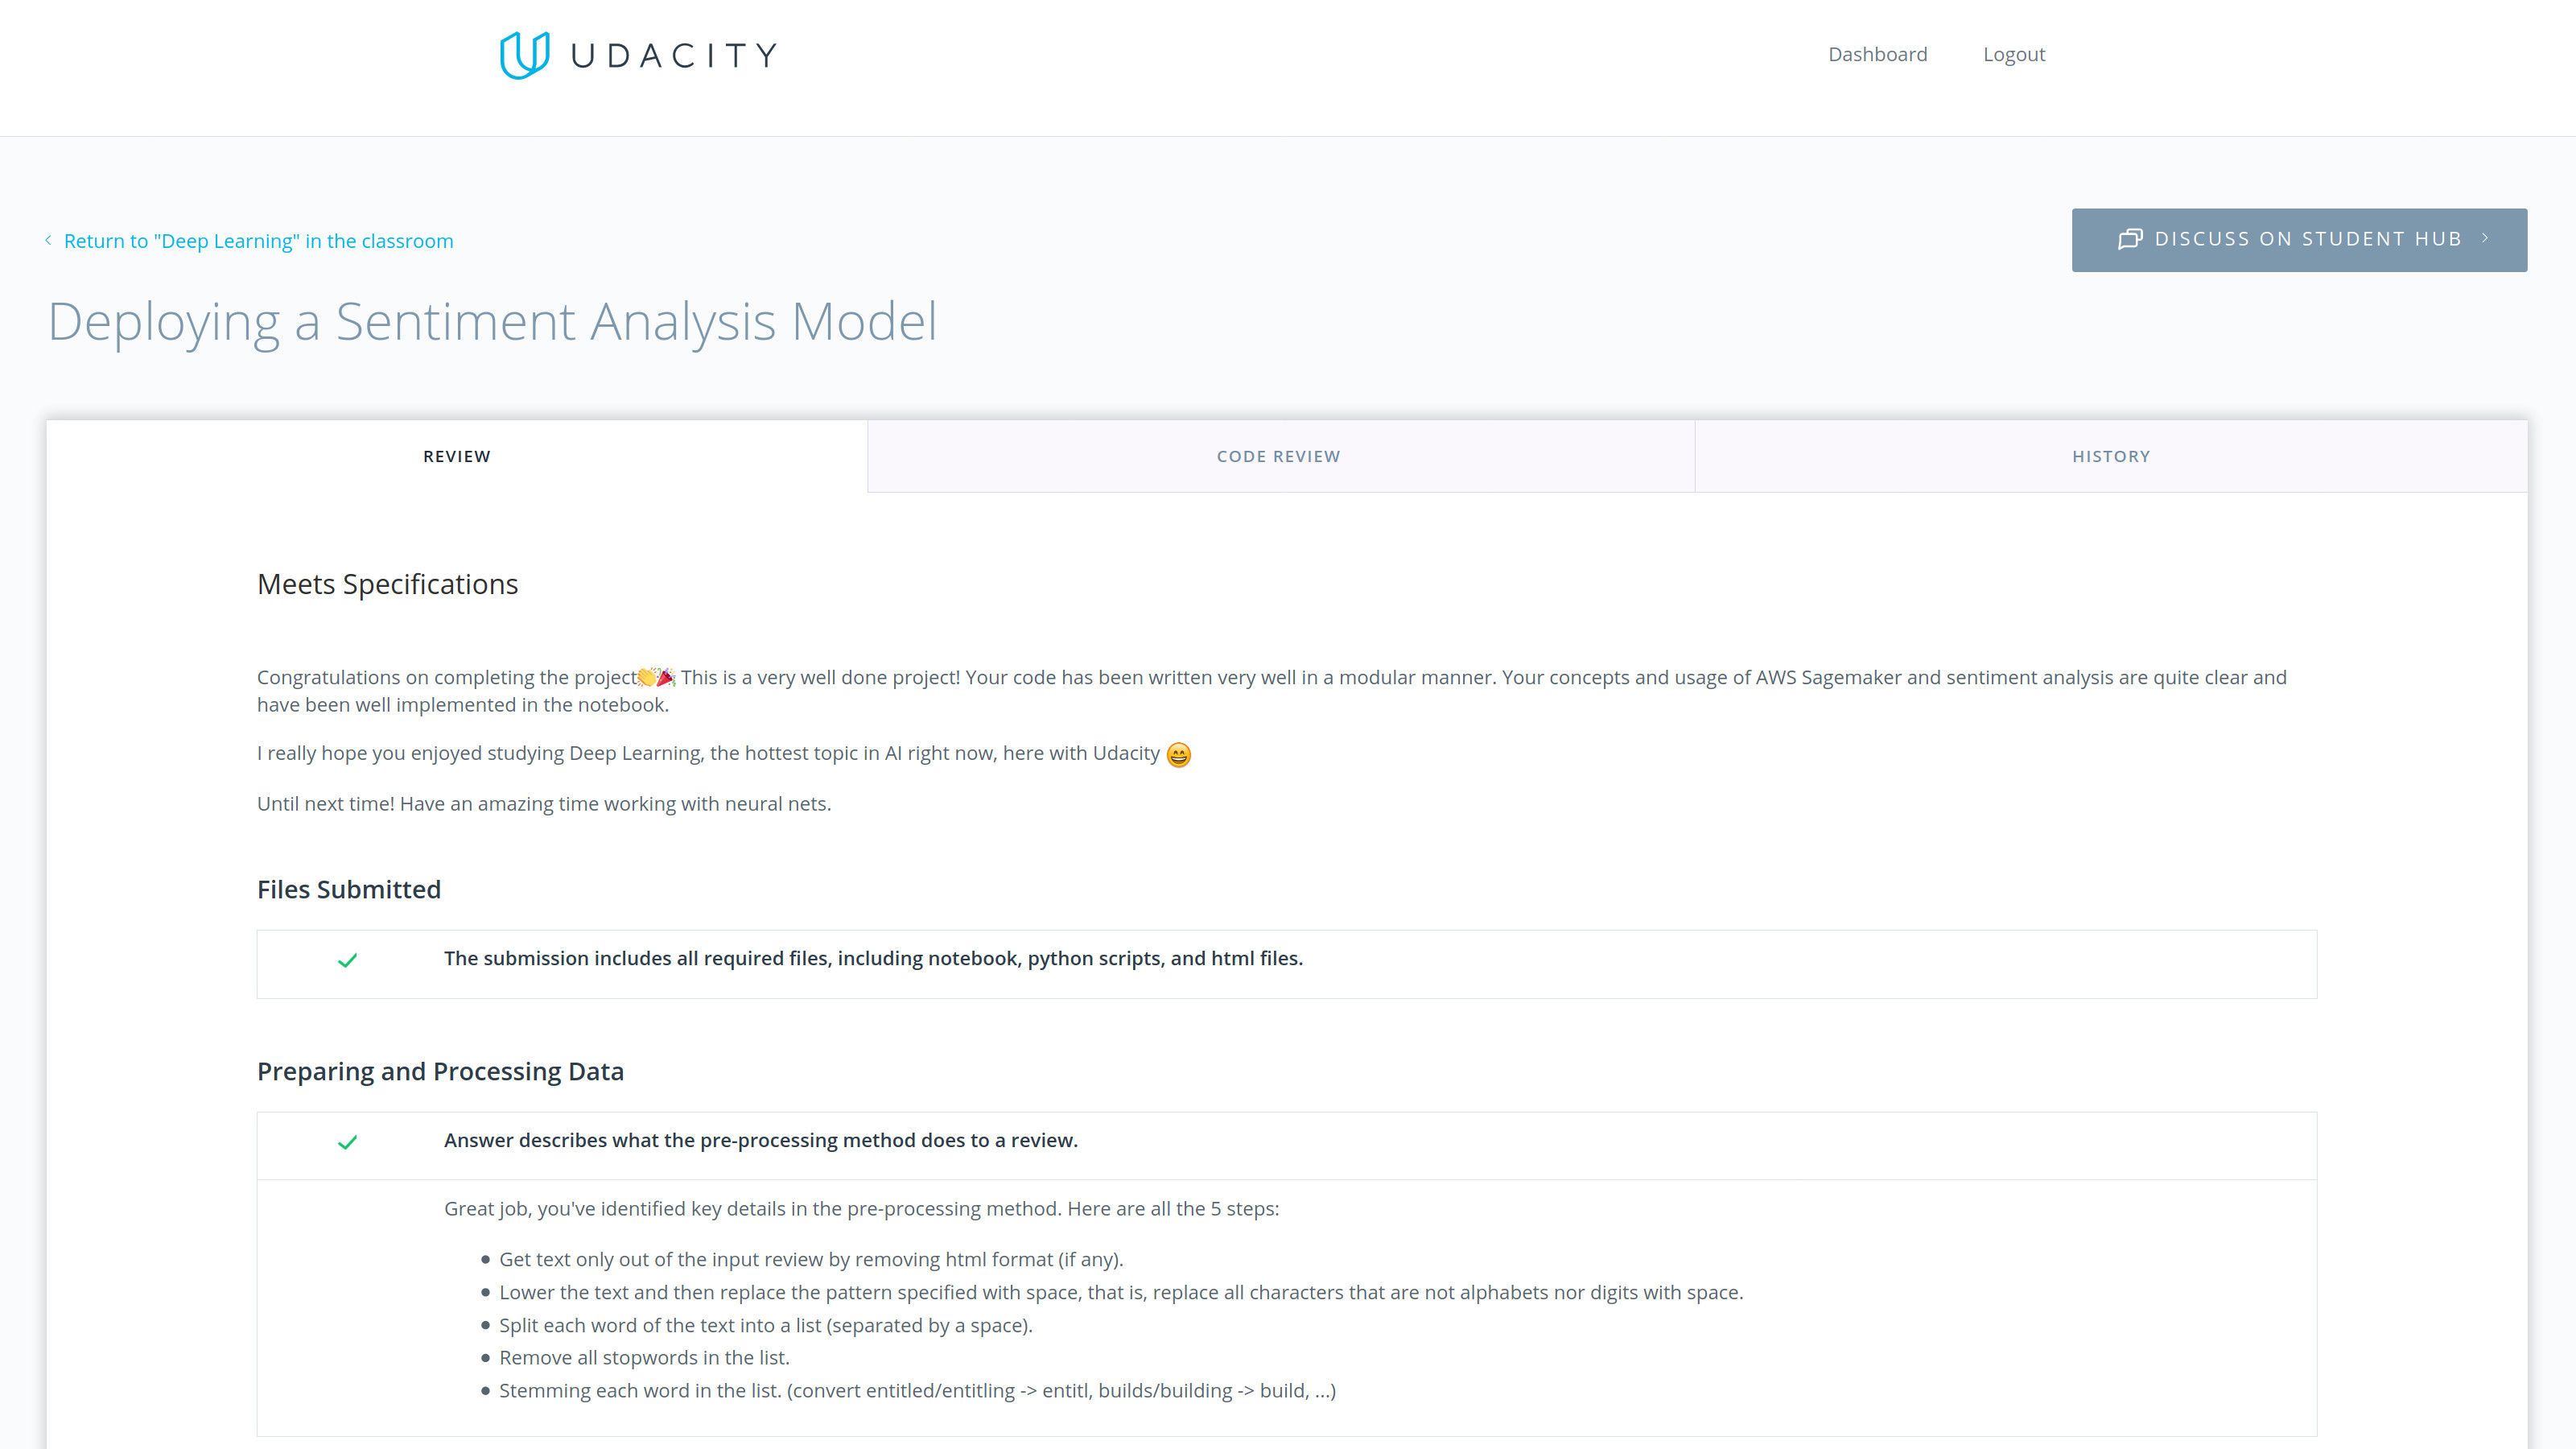 UDACITY
Dashboard
Logout
Return to "Deep Learning" in the classroom
DISCUSS ON STUDENT HUB
Deploying a Sentiment Analysis Model
REVIEW
CODE REVIEW
HISTORY
Meets Specifications
Congratulations on completing the project👏🎉 This is a very well done project! Your code has been written very well in a modular manner. Your concepts and usage of AWS Sagemaker and sentiment analysis are quite clear and
have been well implemented in the notebook.
I really hope you enjoyed studying Deep Learning, the hottest topic in AI right now, here with Udacity 😄
Until next time! Have an amazing time working with neural nets.
Files Submitted
The submission includes all required files, including notebook, python scripts, and html files.
Preparing and Processing Data
Answer describes what the pre-processing method does to a review.
Great job, you've identified key details in the pre-processing method. Here are all the 5 steps:
• Get text only out of the input review by removing html format (if any).
• Lower the text and then replace the pattern specified with space, that is, replace all characters that are not alphabets nor digits with space.
• Split each word of the text into a list (separated by a space).
• Remove all stopwords in the list.
• Stemming each word in the list. (convert entitled/entitling -> entitl, builds/building -> build, ...)